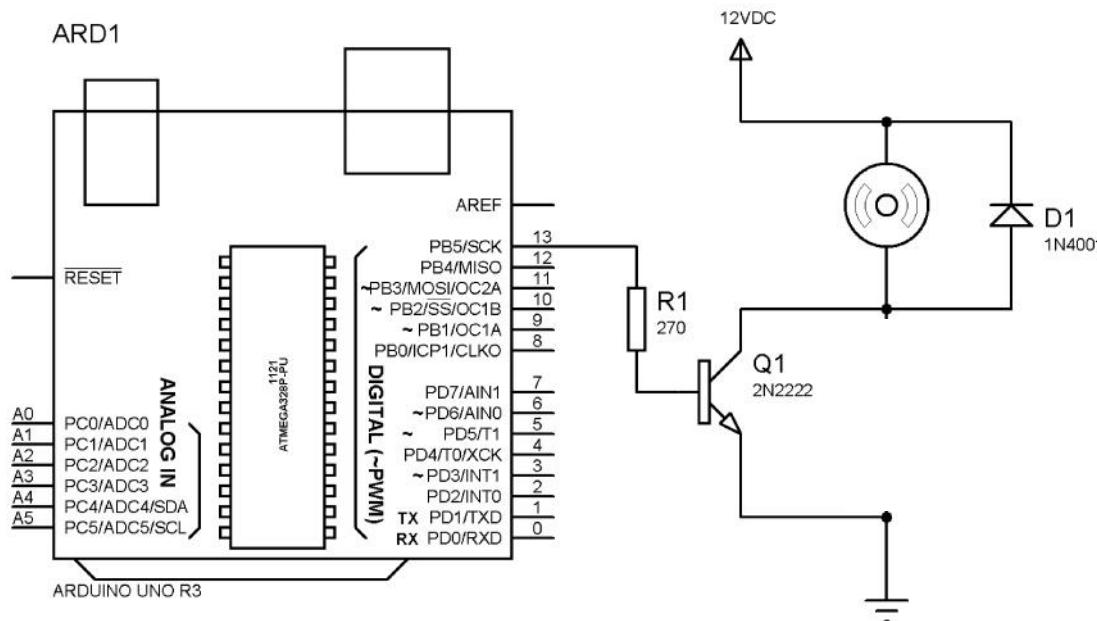 ARD1
12VDC
AREF
13
PB5/SCK
12
PB4/MISO
RESET
11
~PB3/MOSI/OC2A
10
~ PB2/SS/OC1B
9
~ PB1/OC1A
8
PB0/ICP1/CLKO
D1
1N4001
R1
270
1121
ATMEGA328P-PU
DIGITAL (~PWM)
ANALOG IN
7
PD7/AIN1
6
~PD6/AIN0
5
~ PD5/T1
4
PD4/T0/XCK
3
~PD3/INT1
2
PD2/INT0
1
TX PD1/TXD
0
RX PD0/RXD
A0
PC0/ADC0
A1
PC1/ADC1
A2
PC2/ADC2
A3
PC3/ADC3
A4
PC4/ADC4/SDA
A5
PC5/ADC5/SCL
Q1
2N2222
ARDUINO UNO R3